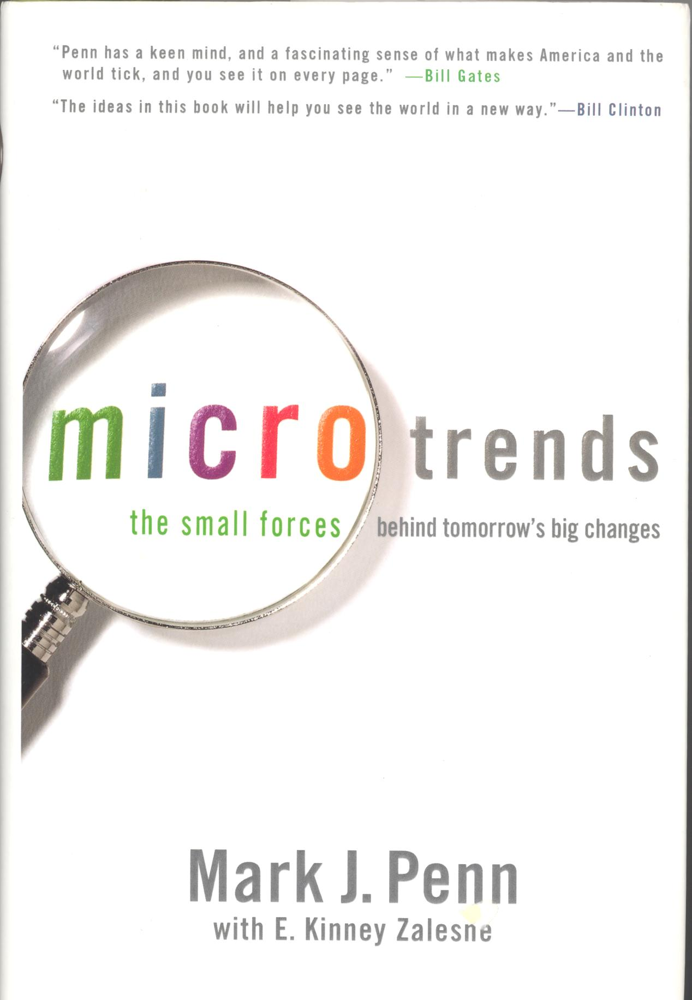 “Penn has a keen mind, and a fascinating sense of what makes America and the
world tick, and you see it on every page.” —Bill Gates
“The ideas in this book will help you see the world in a new way.”—Bill Clinton
micro trends
the small forces behind tomorrow’s big changes
Mark J. Penn
with E. Kinney Zalesne